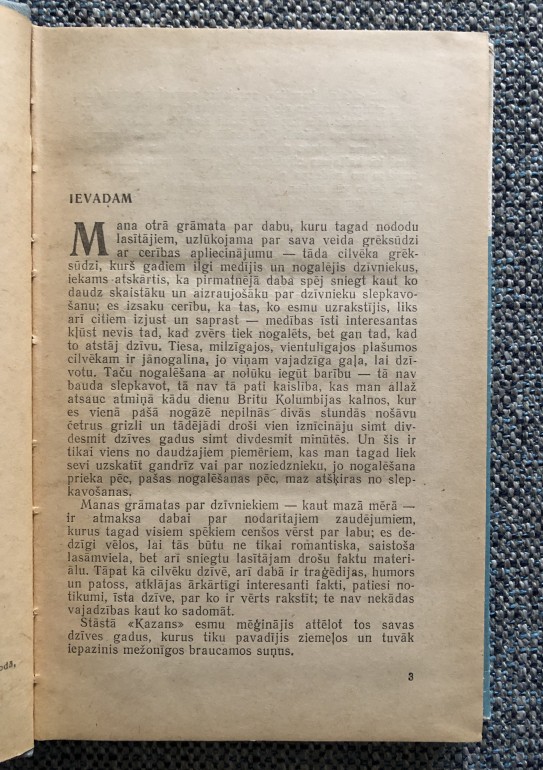 IEVADAM
Mana otrā grāmata par dabu, kuru tagad nododu
lasītājiem, uzlūkojama par sava veida grēksūdzi
ar cerības apliecinājumu — tāda cilvēka grēk-
sūdzi, kurš gadiem ilgi medījis un nogalējis dzīvniekus,
iekams atskārtis, ka pirmatnējā daba spēj sniegt kaut ko
daudz skaistāku un aizraujošāku par dzīvnieku slepkavo-
šanu; es izsaku cerību, ka tas, ko esmu uzrakstījis, liks
arī citiem izjust un saprast — medības īsti interesantas
kļūst nevis tad, kad zvērs tiek nogalēts, bet gan tad, kad
to atstāj dzīvu. Tiesa, milzīgajos, vientulīgajos plašumos
cilvēkam ir jānogalina, jo viņam vajadzīga gaļa, lai dzī-
votu. Taču nogalēšana ar nolūku iegūt barību — tā nav
bauda slepkavot, tā nav tā pati kaislība, kas man allaž
atsauc atmiņā kādu dienu Britu Kolumbijas kalnos, kur
es vienā pašā nogāzē nepilnās divās stundās nošāvu
četrus grizli un tādējādi droši vien iznīcināju simt div-
desmit dzīves gadus simt divdesmit minūtēs. Un šis ir
tikai viens no daudzajiem piemēriem, kas man tagad liek
sevi uzskatīt gandrīz vai par noziedznieku, jo nogalēšana
prieka pēc, pašas nogalēšanas pēc, maz atšķiras no slep-
kavošanas.
Manas grāmatas par dzīvniekiem — kaut mazā mērā —
ir atmaksa dabai par nodarītajiem zaudējumiem,
kurus tagad visiem spēkiem cenšos vērst par labu; es de-
dzīgi vēlos, lai tās būtu ne tikai romantiska, saistoša
lasāmviela, bet arī sniegtu lasītājam drošu faktu materi-
ālu. Tāpat kā cilvēku dzīvē, arī dabā ir traģēdijas, humors
un patoss, atklājas ārkārtīgi interesanti fakti, patiesi no-
tikumi, īsta dzīve, par ko ir vērts rakstīt; te nav nekādas
vajadzības kaut ko sadomāt.
Stāstā «Kazans» esmu mēģinājis attēlot tos savas
dzīves gadus, kurus tiku pavadījis ziemeļos un tuvāk
iepazinis mežonīgos braucamos suņus.
3